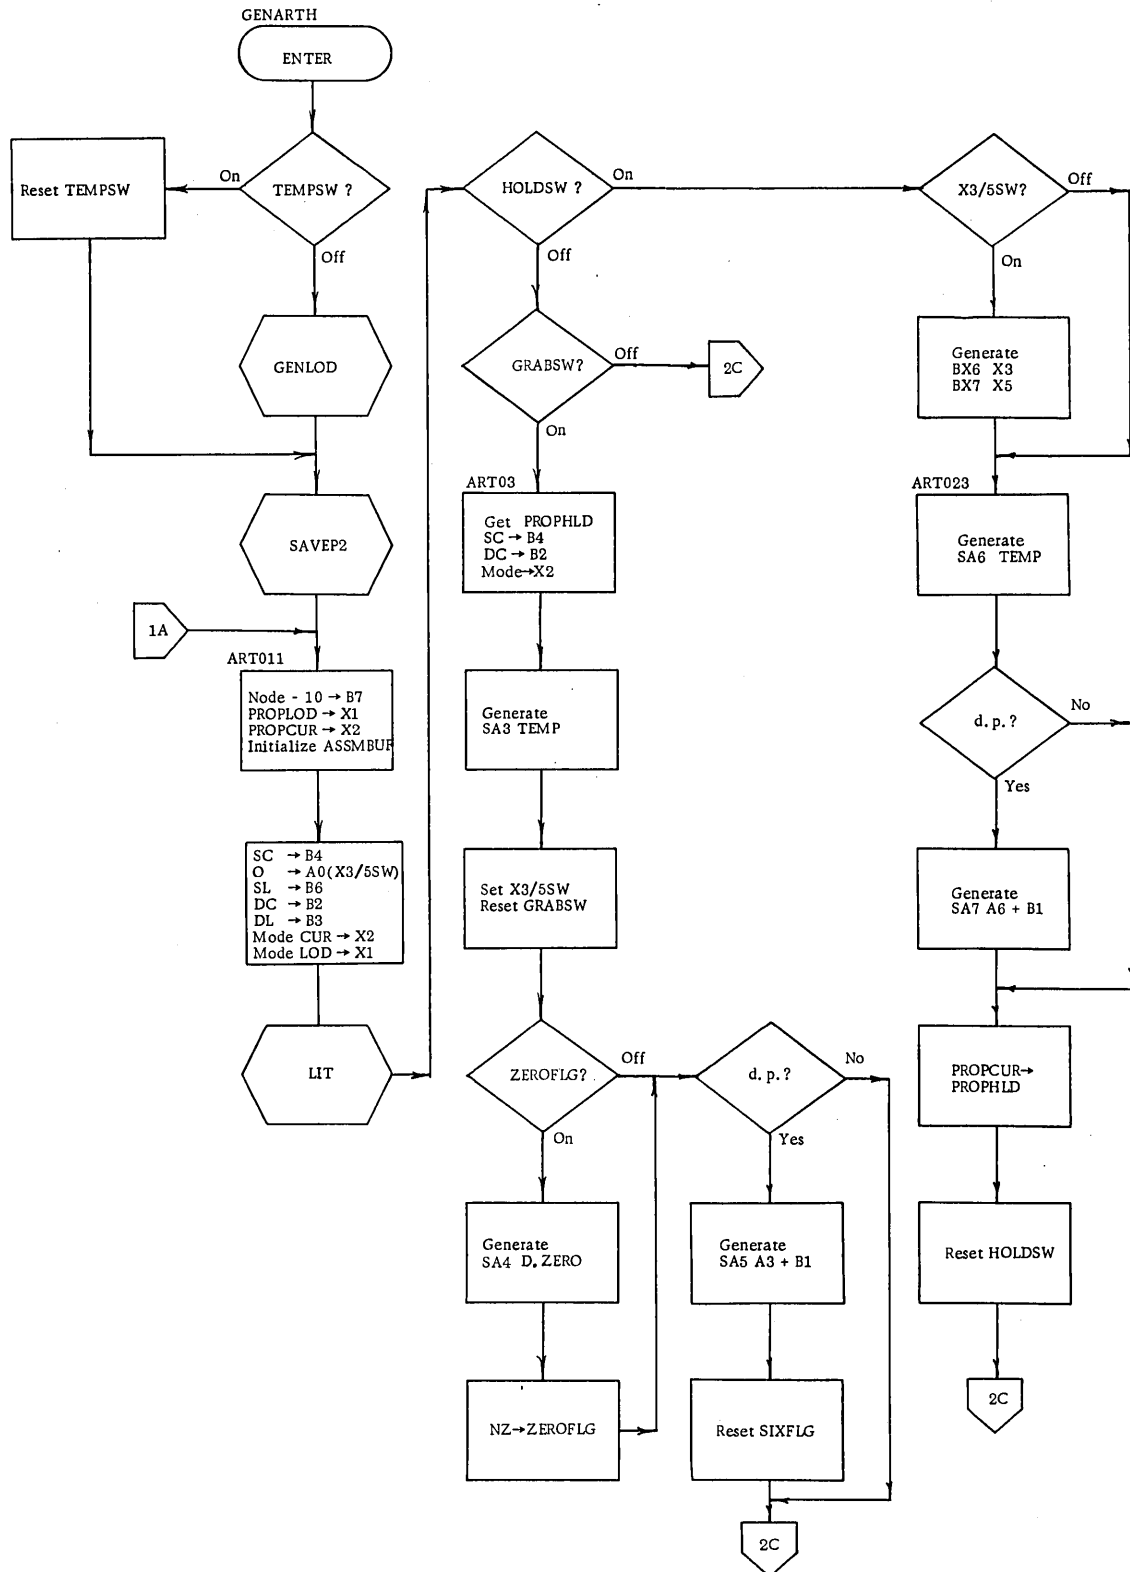 GENARTH
ENTER
TEMPSW ?
On
Reset TEMPSW
Off
GENLOD
SAVEP2
1A
ART011
Node - 10 → B7
PROPLOD → X1
PROPCUR → X2
Initialize ASSMBUF
SC → B4
O → A0(X3/5SW)
SL → B6
DC → B2
DL → B3
Mode CUR → X2
Mode LOD → X1
LIT
HOLDSW ?
On
Off
GRABSW?
Off
2C
On
ART03
Get PROPHLD
SC → B4
DC → B2
Mode→X2
Generate
SA3 TEMP
Set X3/5SW
Reset GRABSW
ZEROFLG?
Off
On
Generate
SA4 D.ZERO
NZ→ZEROFLG
d.p.?
No
Yes
Generate
SA5 A3 + B1
Reset SIXFLG
2C
X3/5SW?
Off
On
Generate
BX6 X3
BX7 X5
ART023
Generate
SA6 TEMP
d.p.?
No
Yes
Generate
SA7 A6 + B1
PROPCUR→
PROPHLD
Reset HOLDSW
2C